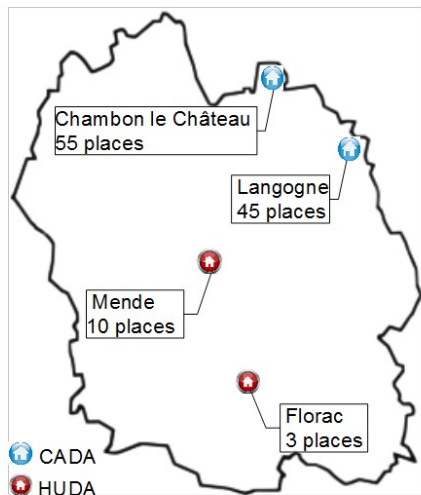 Chambon le Château
55 places
Langogne
45 places
Mende
10 places
Florac
3 places
CADA
HUDA